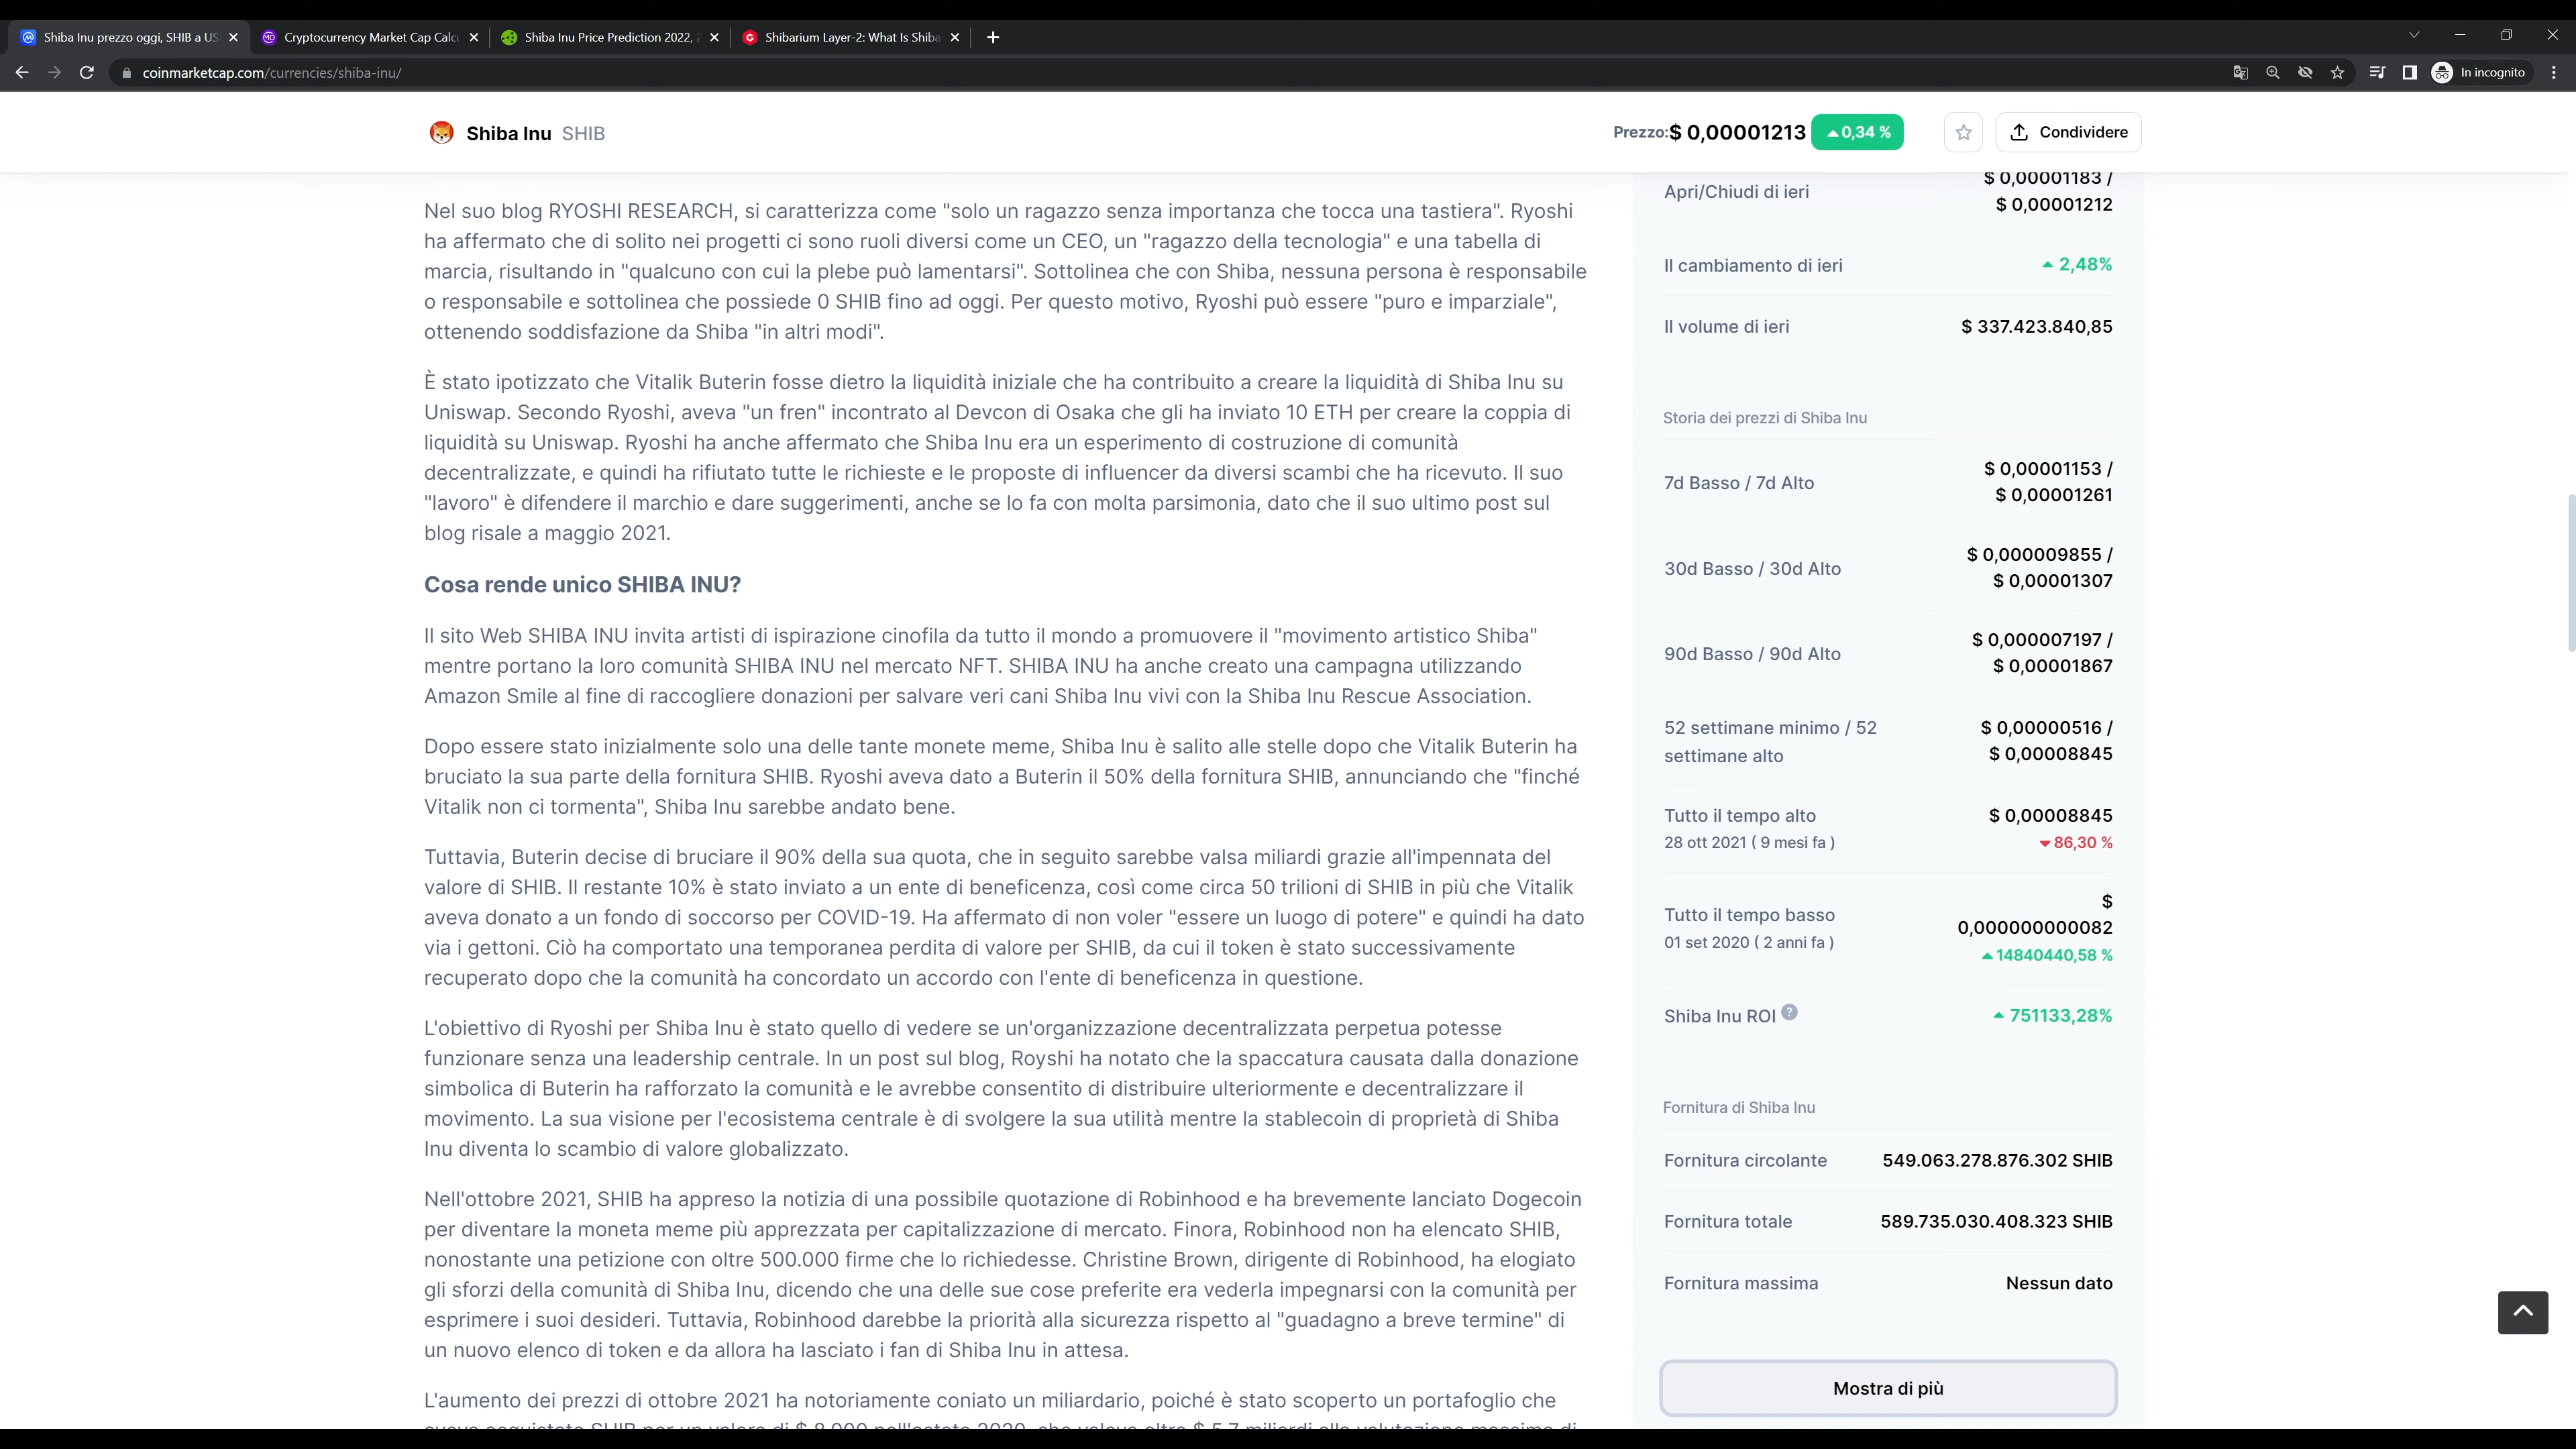 Shiba Inu prezzo oggi, SHIB a US
Cryptocurrency Market Cap Calc
Shiba Inu Price Prediction 2022, 2
Shibarium Layer-2: What Is Shiba
coinmarketcap.com/currencies/shiba-inu/
In incognito
Shiba Inu SHIB
Prezzo:$ 0,00001213
0,34 %
Condividere
Nel suo blog RYOSHI RESEARCH, si caratterizza come "solo un ragazzo senza importanza che tocca una tastiera". Ryoshi
ha affermato che di solito nei progetti ci sono ruoli diversi come un CEO, un "ragazzo della tecnologia" e una tabella di
marcia, risultando in "qualcuno con cui la plebe può lamentarsi". Sottolinea che con Shiba, nessuna persona è responsabile
o responsabile e sottolinea che possiede 0 SHIB fino ad oggi. Per questo motivo, Ryoshi può essere "puro e imparziale",
ottenendo soddisfazione da Shiba "in altri modi".
È stato ipotizzato che Vitalik Buterin fosse dietro la liquidità iniziale che ha contribuito a creare la liquidità di Shiba Inu su
Uniswap. Secondo Ryoshi, aveva "un fren" incontrato al Devcon di Osaka che gli ha inviato 10 ETH per creare la coppia di
liquidità su Uniswap. Ryoshi ha anche affermato che Shiba Inu era un esperimento di costruzione di comunità
decentralizzate, e quindi ha rifiutato tutte le richieste e le proposte di influencer da diversi scambi che ha ricevuto. Il suo
"lavoro" è difendere il marchio e dare suggerimenti, anche se lo fa con molta parsimonia, dato che il suo ultimo post sul
blog risale a maggio 2021.
Cosa rende unico SHIBA INU?
Il sito Web SHIBA INU invita artisti di ispirazione cinofila da tutto il mondo a promuovere il "movimento artistico Shiba"
mentre portano la loro comunità SHIBA INU nel mercato NFT. SHIBA INU ha anche creato una campagna utilizzando
Amazon Smile al fine di raccogliere donazioni per salvare veri cani Shiba Inu vivi con la Shiba Inu Rescue Association.
Dopo essere stato inizialmente solo una delle tante monete meme, Shiba Inu è salito alle stelle dopo che Vitalik Buterin ha
bruciato la sua parte della fornitura SHIB. Ryoshi aveva dato a Buterin il 50% della fornitura SHIB, annunciando che "finché
Vitalik non ci tormenta", Shiba Inu sarebbe andato bene.
Tuttavia, Buterin decise di bruciare il 90% della sua quota, che in seguito sarebbe valsa miliardi grazie all'impennata del
valore di SHIB. Il restante 10% è stato inviato a un ente di beneficenza, così come circa 50 trilioni di SHIB in più che Vitalik
aveva donato a un fondo di soccorso per COVID-19. Ha affermato di non voler "essere un luogo di potere" e quindi ha dato
via i gettoni. Ciò ha comportato una temporanea perdita di valore per SHIB, da cui il token è stato successivamente
recuperato dopo che la comunità ha concordato un accordo con l'ente di beneficenza in questione.
L'obiettivo di Ryoshi per Shiba Inu è stato quello di vedere se un'organizzazione decentralizzata perpetua potesse
funzionare senza una leadership centrale. In un post sul blog, Royshi ha notato che la spaccatura causata dalla donazione
simbolica di Buterin ha rafforzato la comunità e le avrebbe consentito di distribuire ulteriormente e decentralizzare il
movimento. La sua visione per l'ecosistema centrale è di svolgere la sua utilità mentre la stablecoin di proprietà di Shiba
Inu diventa lo scambio di valore globalizzato.
Nell'ottobre 2021, SHIB ha appreso la notizia di una possibile quotazione di Robinhood e ha brevemente lanciato Dogecoin
per diventare la moneta meme più apprezzata per capitalizzazione di mercato. Finora, Robinhood non ha elencato SHIB,
nonostante una petizione con oltre 500.000 firme che lo richiedesse. Christine Brown, dirigente di Robinhood, ha elogiato
gli sforzi della comunità di Shiba Inu, dicendo che una delle sue cose preferite era vederla impegnarsi con la comunità per
esprimere i suoi desideri. Tuttavia, Robinhood darebbe la priorità alla sicurezza rispetto al "guadagno a breve termine" di
un nuovo elenco di token e da allora ha lasciato i fan di Shiba Inu in attesa.
L'aumento dei prezzi di ottobre 2021 ha notoriamente coniato un miliardario, poiché è stato scoperto un portafoglio che
Apri/Chiudi di ieri
$ 0,00001183 /
$ 0,00001212
Il cambiamento di ieri
2,48%
Il volume di ieri
$ 337.423.840,85
Storia dei prezzi di Shiba Inu
7d Basso / 7d Alto
$ 0,00001153 /
$ 0,00001261
30d Basso / 30d Alto
$ 0,000009855 /
$ 0,00001307
90d Basso / 90d Alto
$ 0,000007197 /
$ 0,00001867
52 settimane minimo / 52
settimane alto
$ 0,00000516 /
$ 0,00008845
Tutto il tempo alto
28 ott 2021 ( 9 mesi fa )
$ 0,00008845
86,30 %
Tutto il tempo basso
01 set 2020 ( 2 anni fa )
$
0,000000000082
14840440,58 %
Shiba Inu ROI ?
751133,28%
Fornitura di Shiba Inu
Fornitura circolante
549.063.278.876.302 SHIB
Fornitura totale
589.735.030.408.323 SHIB
Fornitura massima
Nessun dato
Mostra di più